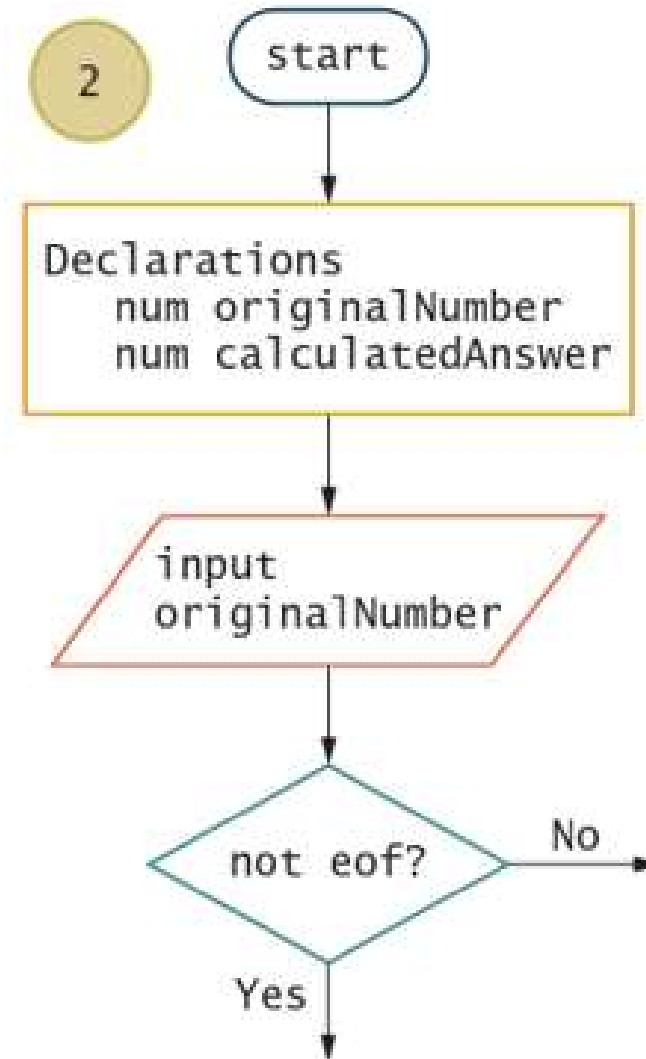 2
start
Declarations
num originalNumber
num calculatedAnswer
input
originalNumber
not eof?
No
Yes